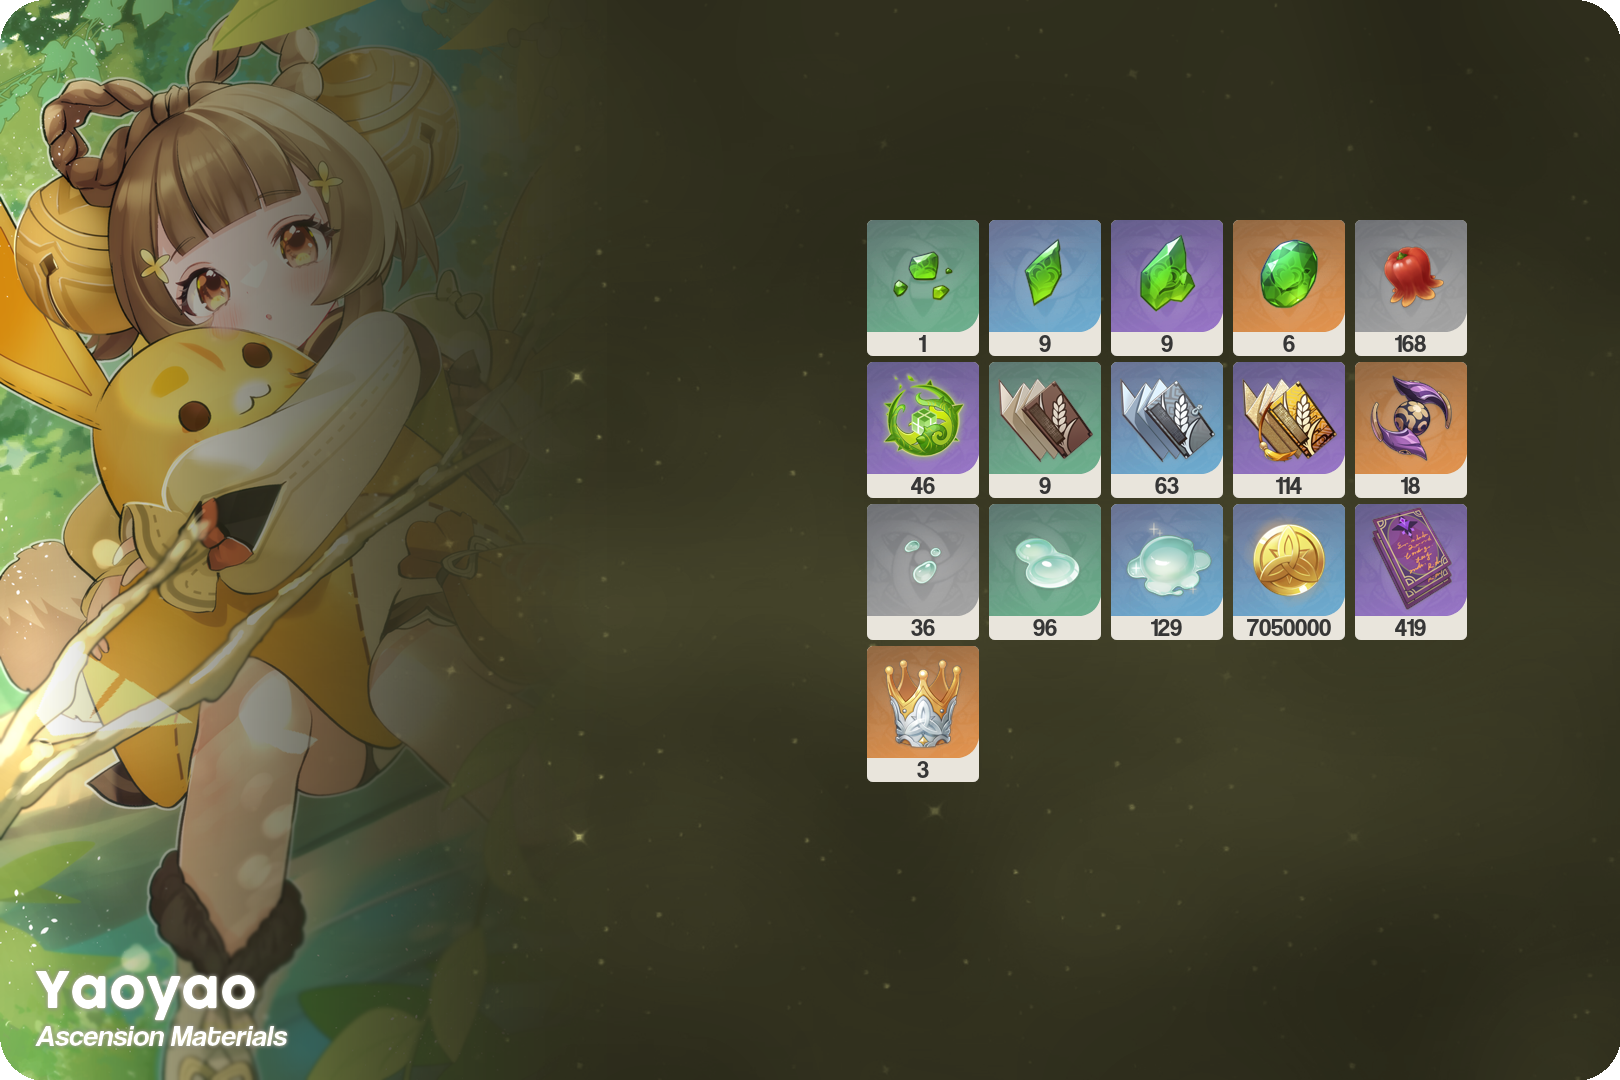 1 9 9 6 168
46 9 63 114 18
36 96 129 7050000 419
3
Yaoyao
Ascension Materials